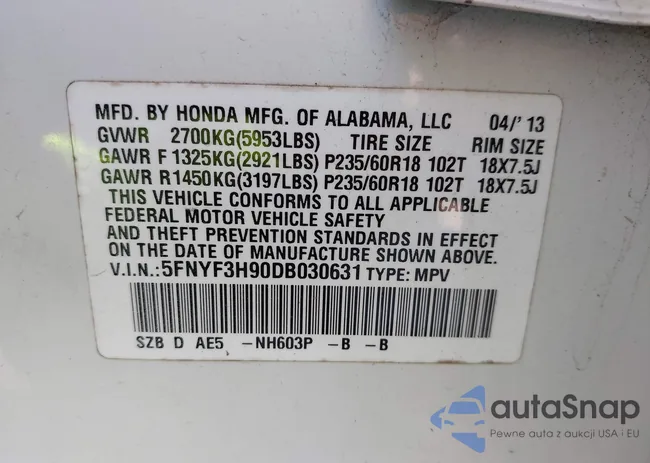 MFD. BY HONDA MFG. OF ALABAMA, LLC 04/'13
GVWR 2700KG(5953LBS) TIRE SIZE RIM SIZE
GAWR F1325KG(2921LBS) P235/60R18 102T 18X7.5J
GAWR R1450KG(3197LBS) P235/60R18 102T 18X7.5J
THIS VEHICLE CONFORMS TO ALL APPLICABLE
FEDERAL MOTOR VEHICLE SAFETY
AND THEFT PREVENTION STANDARDS IN EFFECT
ON THE DATE OF MANUFACTURE SHOWN ABOVE.
V.I.N.:5FNYF3H90DB030631 TYPE: MPV
SZB D AE5 -NH603P -B -B
autaSnap
Pewne auta z aukcji USA i EU